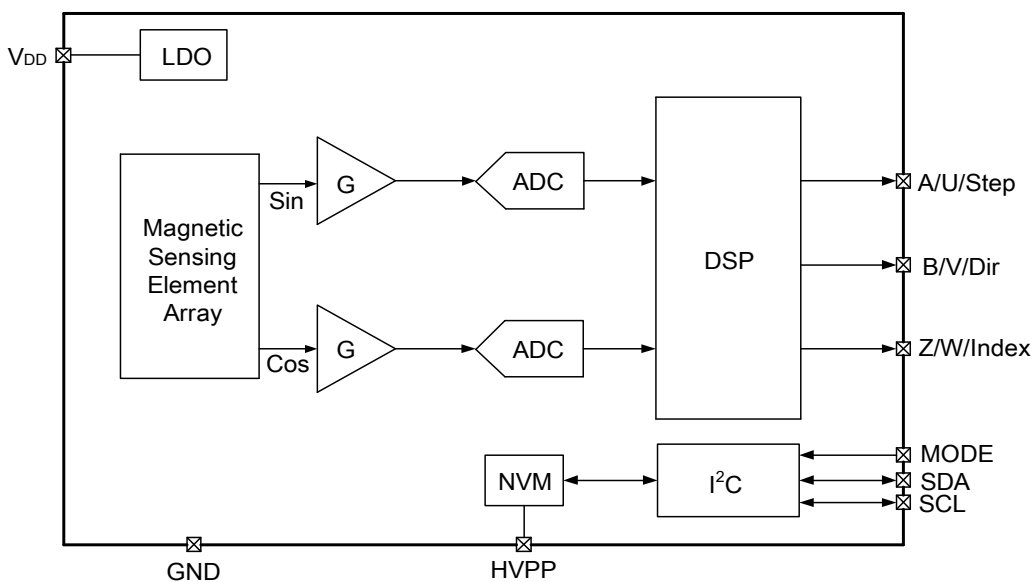 VDD
LDO
Magnetic
Sensing
Element
Array
Sin
Cos
G
G
ADC
ADC
DSP
A/U/Step
B/V/Dir
Z/W/Index
NVM
I²C
MODE
SDA
SCL
GND
HVPP